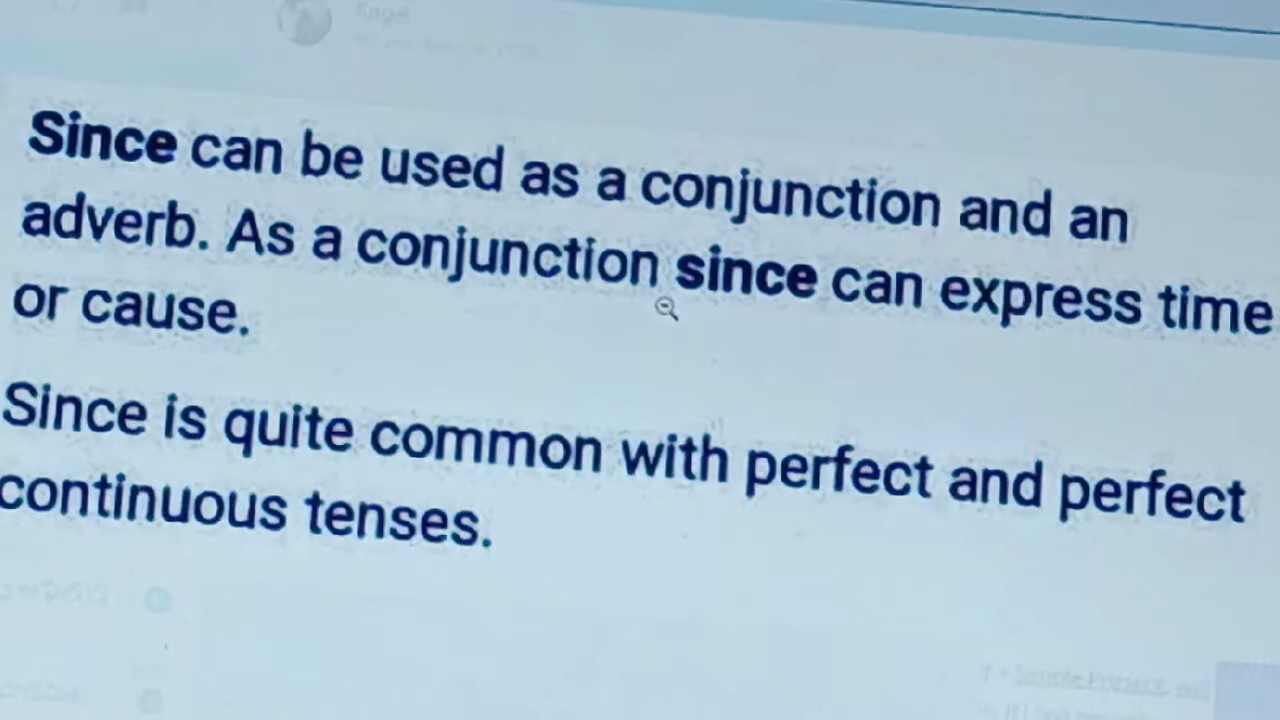 Angel
Since can be used as a conjunction and an
adverb. As a conjunction since can express time
or cause.
Since is quite common with perfect and perfect
continuous tenses.